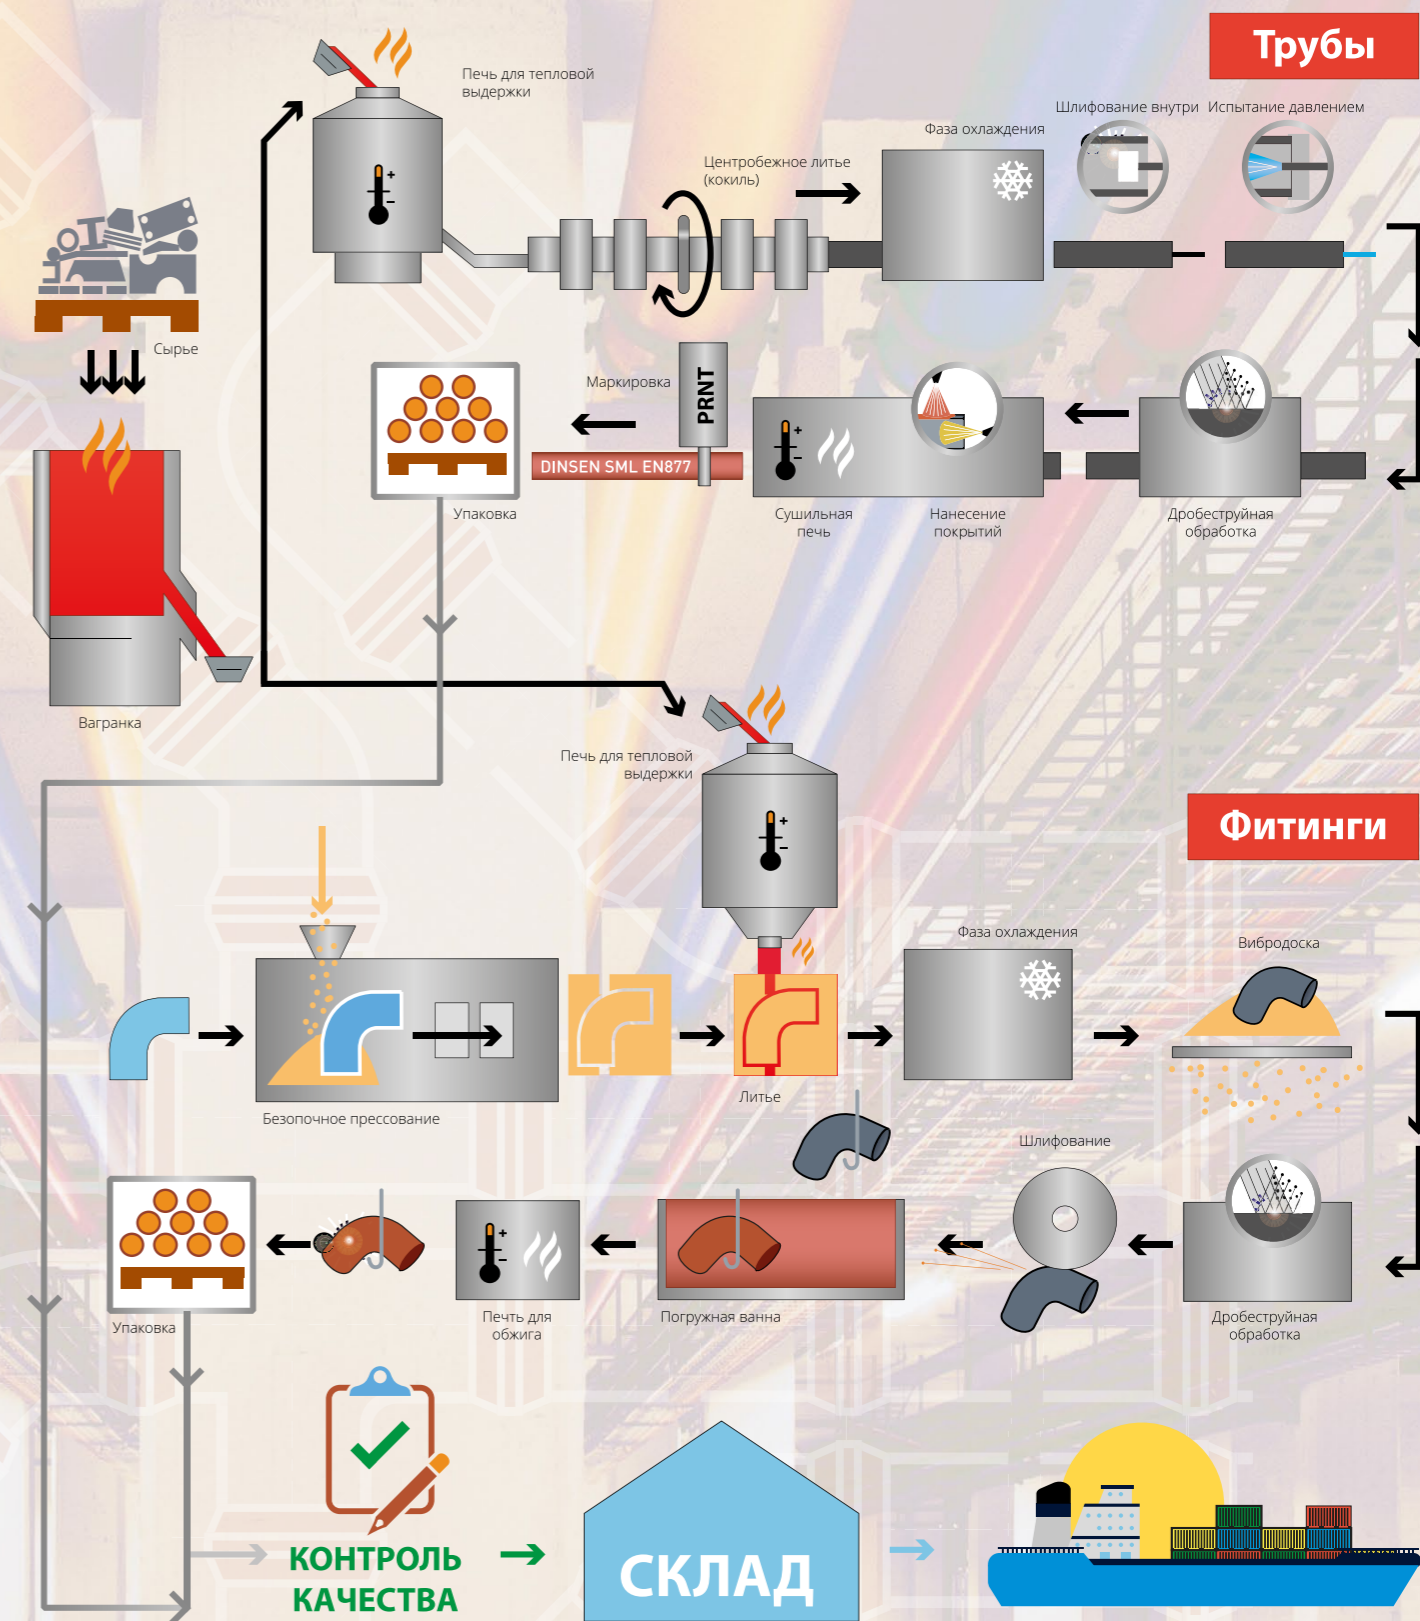 Трубы
Печь для тепловой
выдержки
Шлифование внутри
Испытание давлением
Фаза охлаждения
Центробежное литье
(кокиль)
+
−
Сырье
Маркировка
PRNT
DINSEN SML EN877
+
−
Упаковка
Сушильная
печь
Нанесение
покрытий
Дробеструйная
обработка
Вагранка
Печь для тепловой
выдержки
+
−
Фитинги
Фаза охлаждения
Вибродоска
Безопочное прессование
Литье
Шлифование
+
−
Упаковка
Печть для
обжига
Погружная ванна
Дробеструйная
обработка
КОНТРОЛЬ
КАЧЕСТВА
СКЛАД